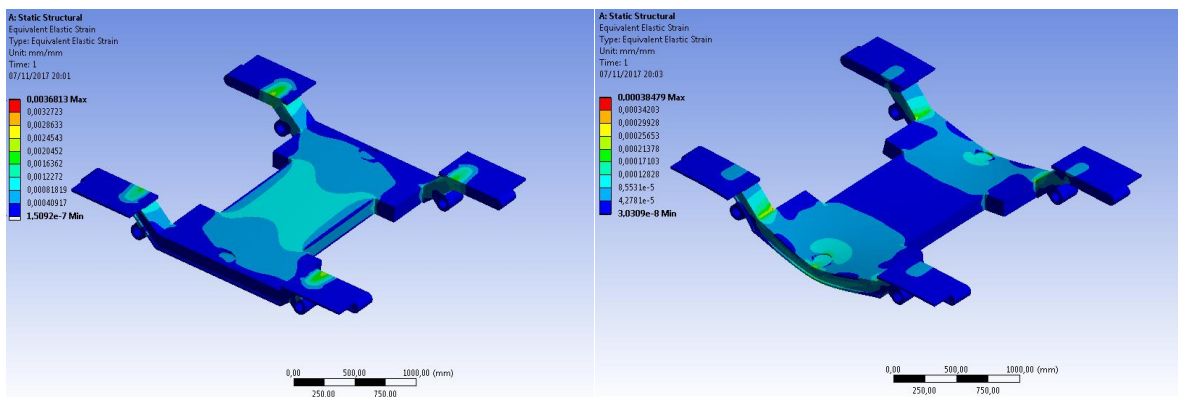 A: Static Structural
Equivalent Elastic Strain
Type: Equivalent Elastic Strain
Unit: mm/mm
Time: 1
07/11/2017 20:01
0,0036813 Max
0,0032723
0,0028633
0,0024543
0,0020452
0,0016362
0,0012272
0,00081819
0,00040917
1,5092e-7 Min
0,00
500,00
1000,00 (mm)
250,00
750,00
A: Static Structural
Equivalent Elastic Strain
Type: Equivalent Elastic Strain
Unit: mm/mm
Time: 1
07/11/2017 20:03
0,00038479 Max
0,00034203
0,00029928
0,00025653
0,00021378
0,00017103
0,00012828
8,5531e-5
4,2781e-5
3,0309e-8 Min
0,00
500,00
1000,00 (mm)
250,00
750,00